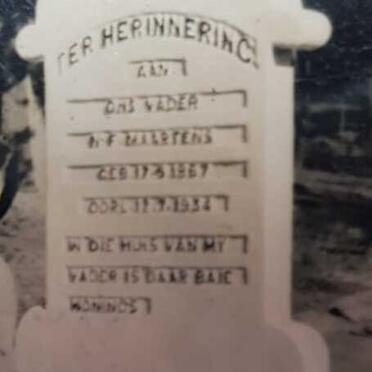 TER HERINNERING
AAN
ONS VADER
MAARTENS
GEB 17-5-1867
OORL 17-7-1934
IN DIE HUIS VAN MY
VADER IS DAAR BAIE
WONINGS